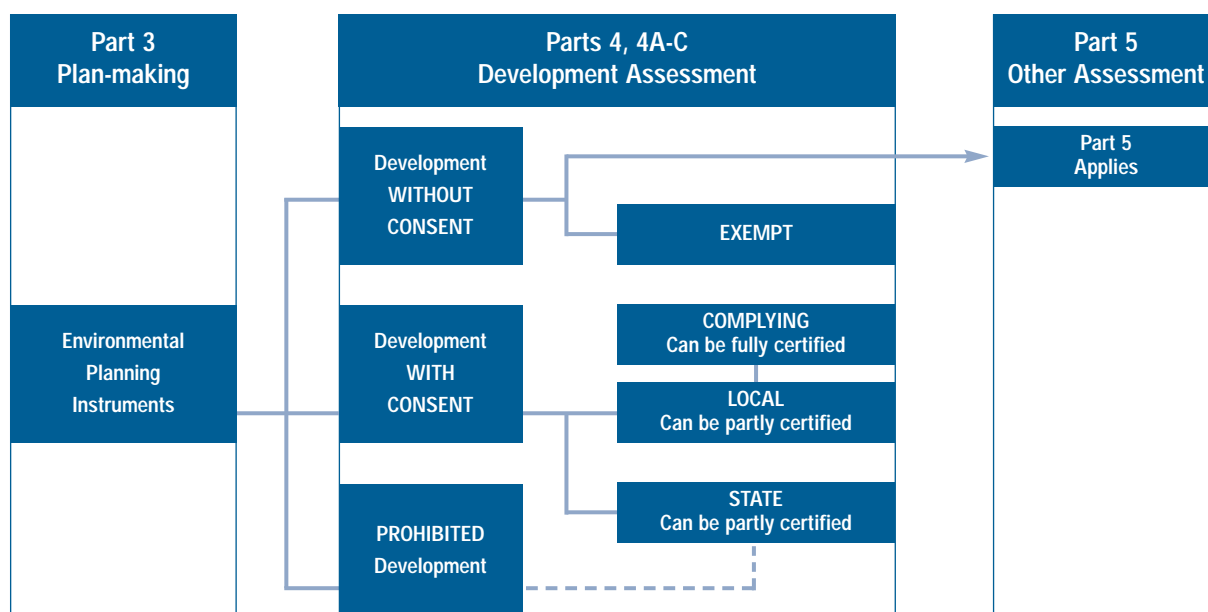 Part 3
Plan-making
Parts 4, 4A-C
Development Assessment
Part 5
Other Assessment
Development
WITHOUT
CONSENT
Part 5
Applies
EXEMPT
Environmental
Planning
Instruments
Development
WITH
CONSENT
COMPLYING
Can be fully certified
LOCAL
Can be partly certified
STATE
Can be partly certified
PROHIBITED
Development